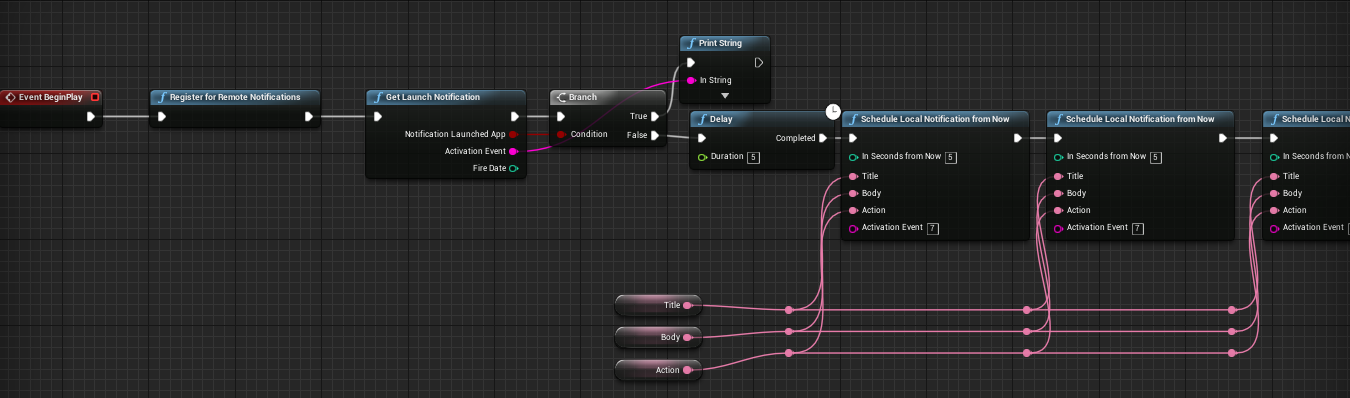 Event BeginPlay
Register for Remote Notifications
Get Launch Notification
Notification Launched App
Activation Event
Fire Date
Branch
True
Condition
False
Print String
In String
Delay
Completed
Duration 5
Schedule Local Notification from Now
In Seconds from Now 5
Title
Body
Action
Activation Event 7
Schedule Local Notification from Now
In Seconds from Now 5
Title
Body
Action
Activation Event 7
Schedule Local N
In Seconds from N
Title
Body
Action
Activation Event
Title
Body
Action